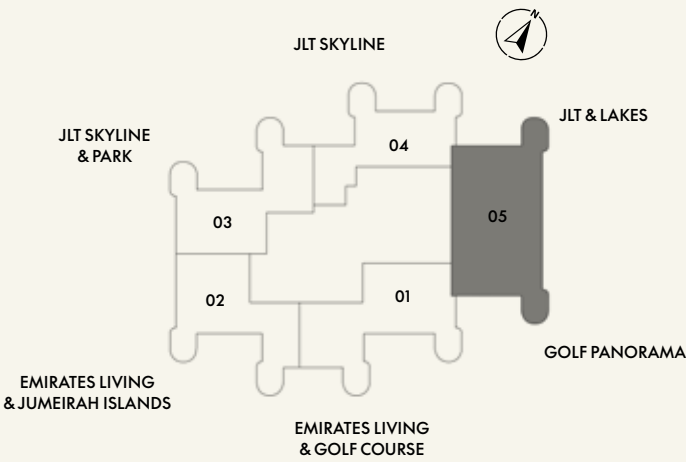 N
JLT SKYLINE
JLT & LAKES
JLT SKYLINE
& PARK
04
05
03
02
01
GOLF PANORAMA
EMIRATES LIVING
& JUMEIRAH ISLANDS
EMIRATES LIVING
& GOLF COURSE